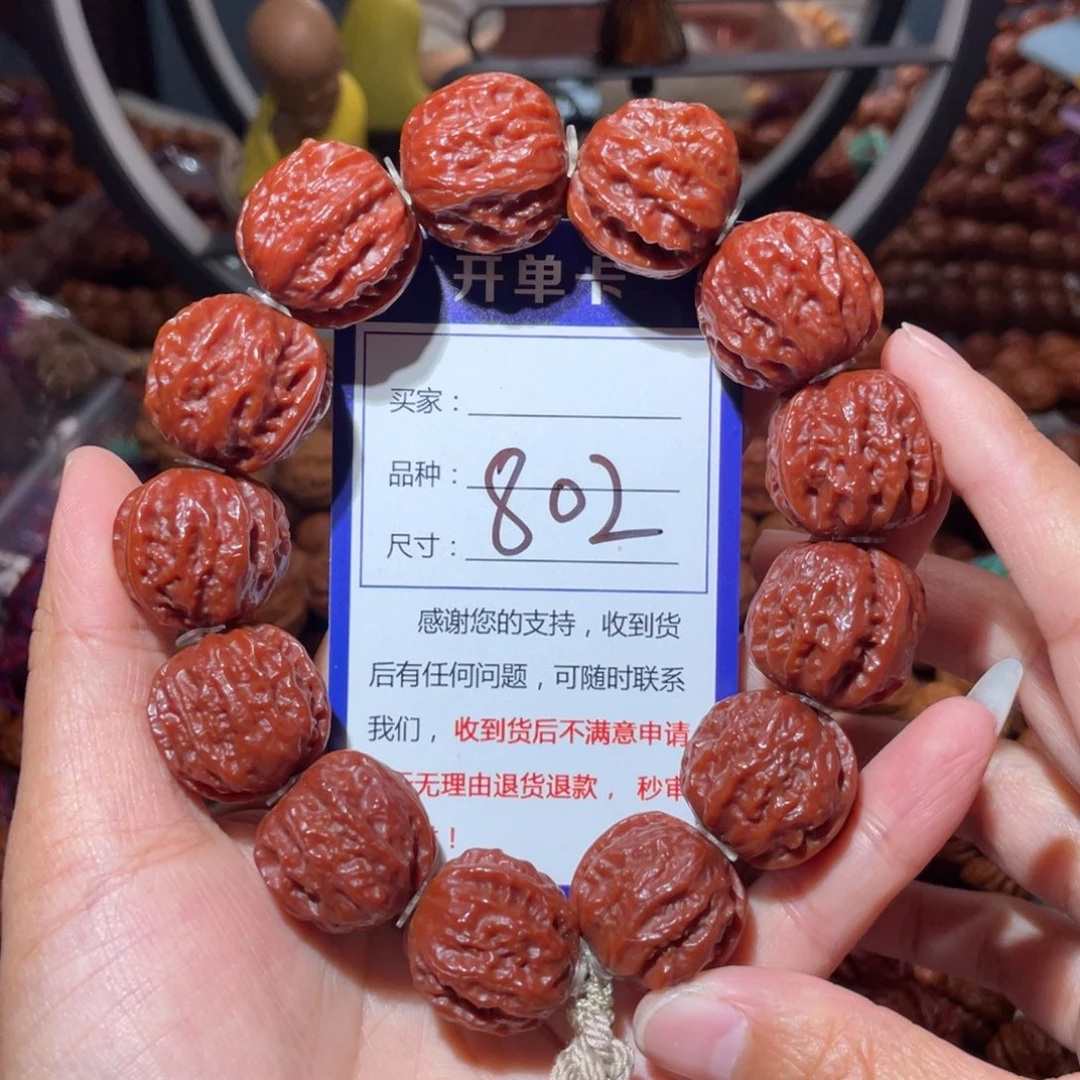 开单卡
买家：
品种：802
尺寸：
感谢您的支持，收到货
后有任何问题，可随时联系
我们，收到货后不满意申请
无理由退货退款，秒审
！